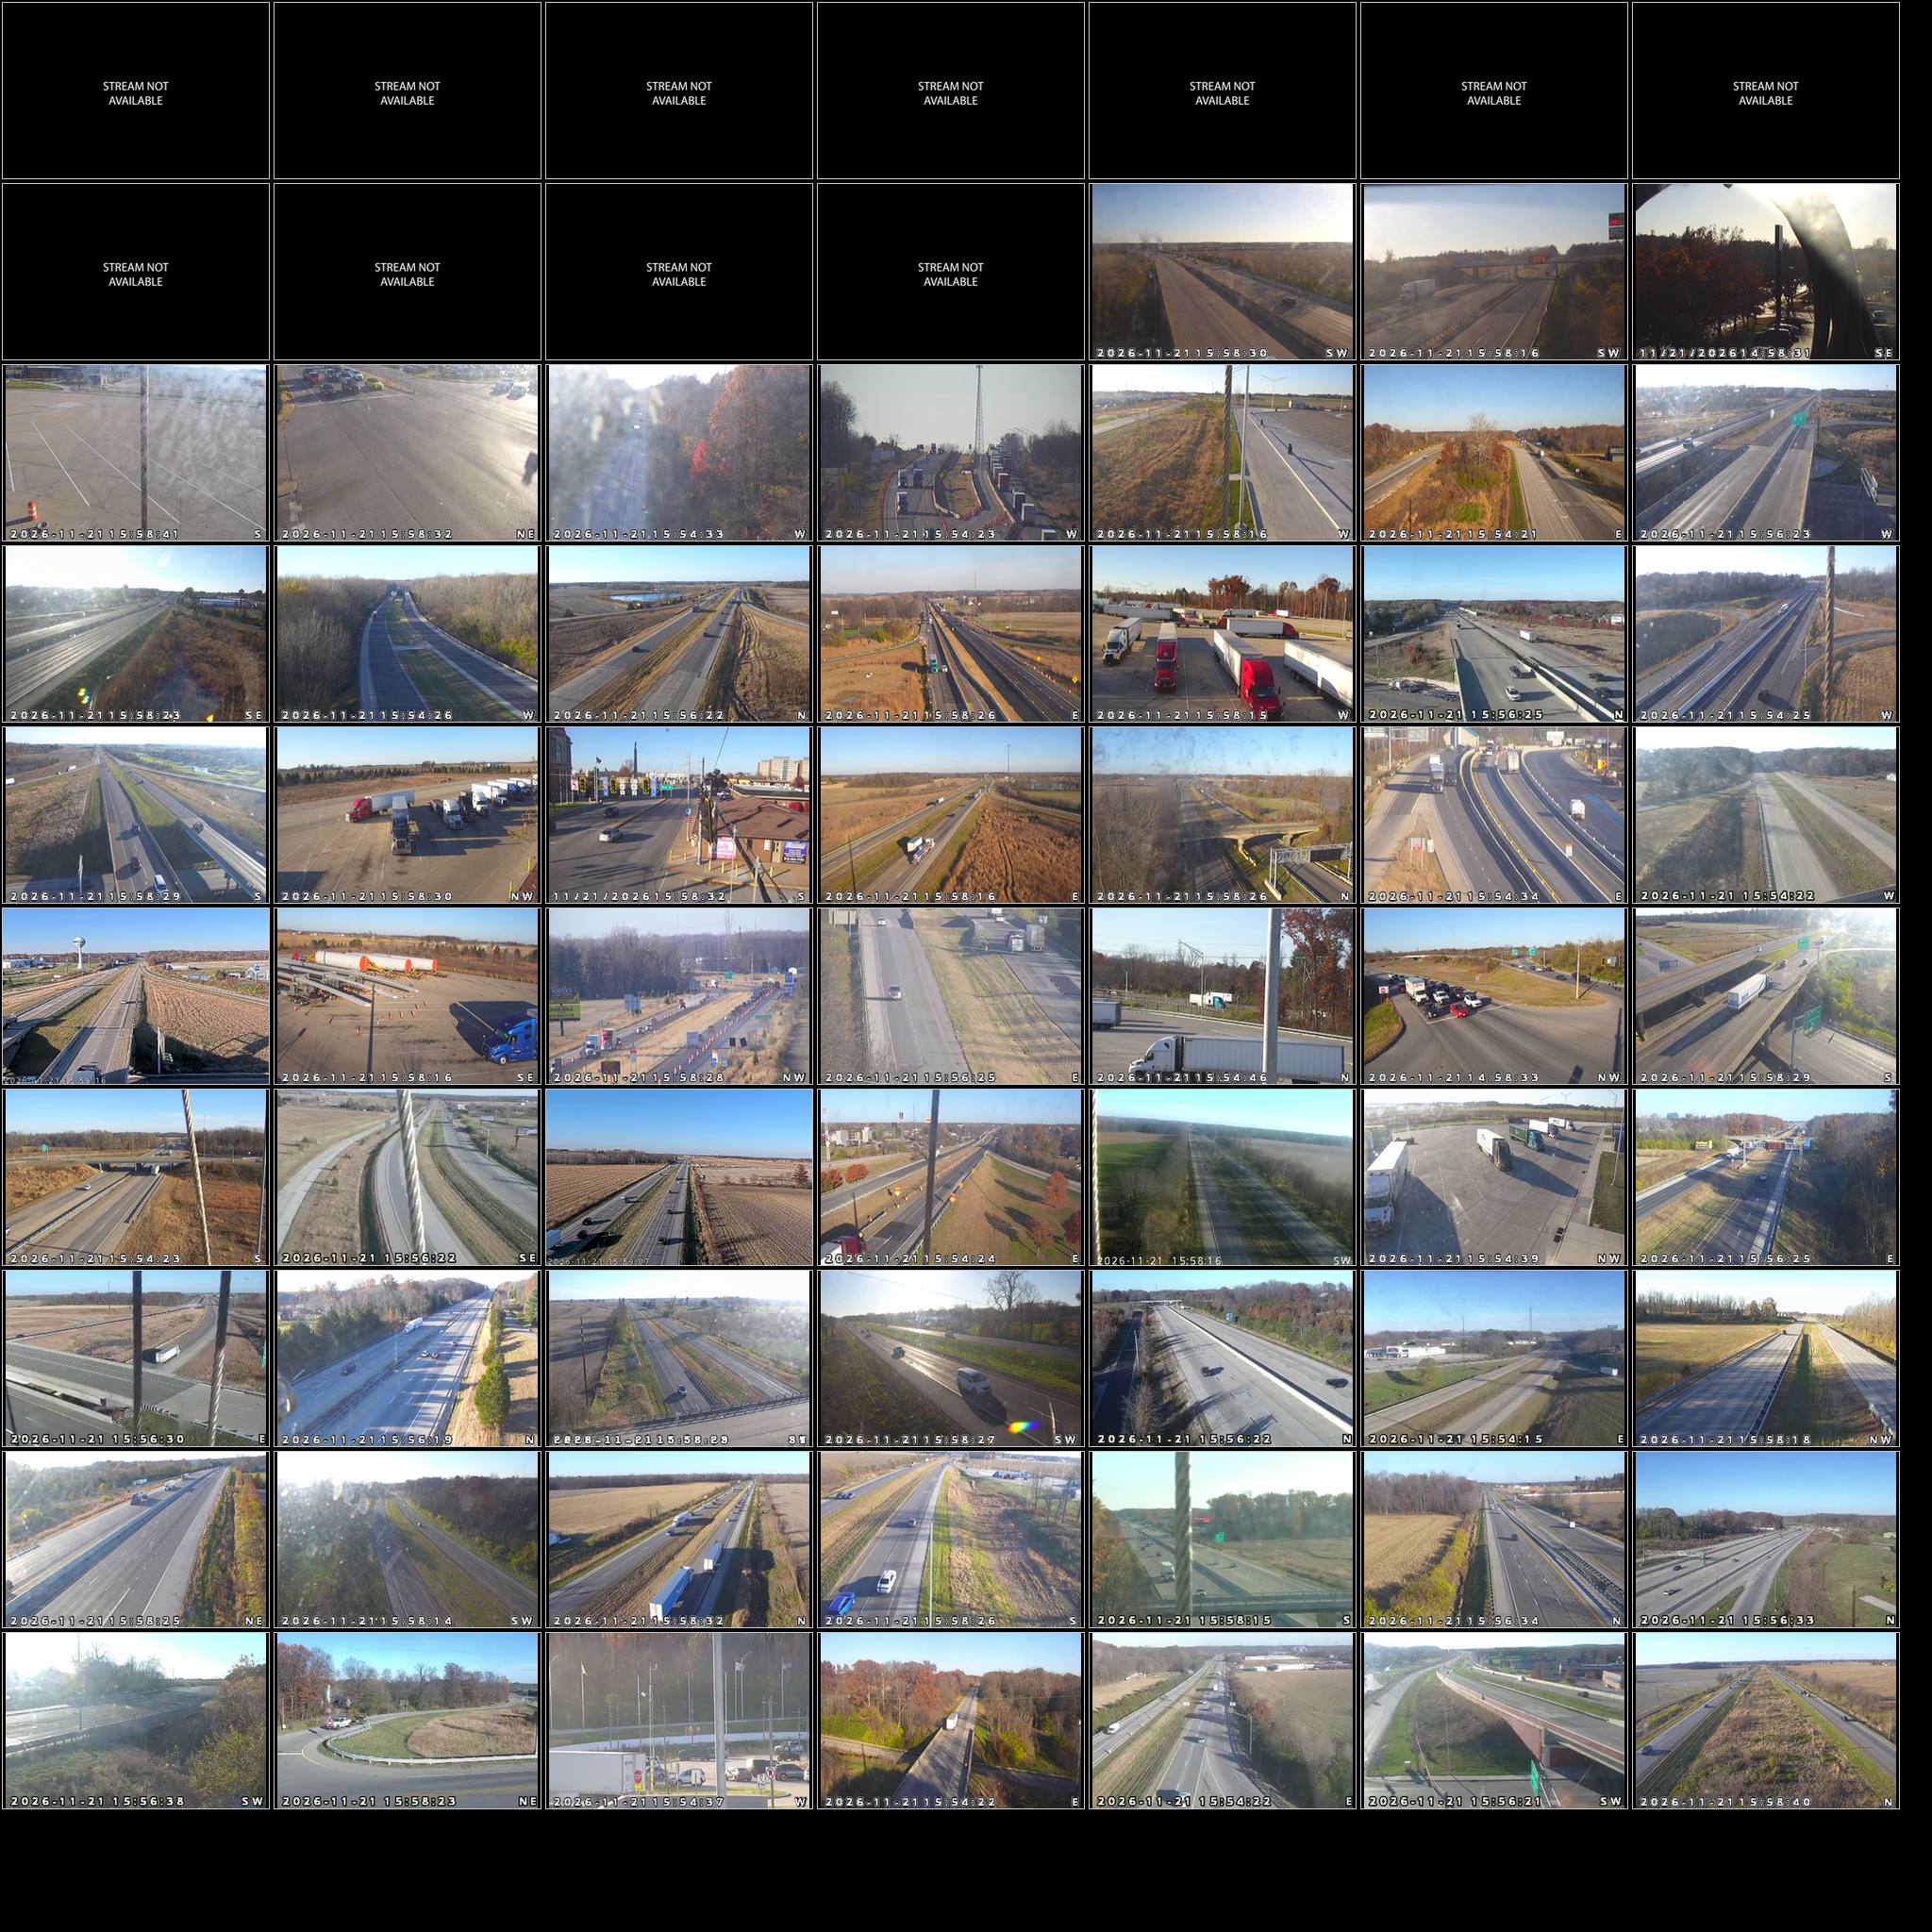 STREAM NOT
AVAILABLE
STREAM NOT
AVAILABLE
STREAM NOT
AVAILABLE
STREAM NOT
AVAILABLE
STREAM NOT
AVAILABLE
STREAM NOT
AVAILABLE
STREAM NOT
AVAILABLE
STREAM NOT
AVAILABLE
STREAM NOT
AVAILABLE
STREAM NOT
AVAILABLE
STREAM NOT
AVAILABLE
2026-11-21 15:58:30 SW
2026-11-21 15:58:16 SW
11/21/2026 14:58:31 SE
2026-11-21 15:58:41 S
2026-11-21 15:58:32 NE
2026-11-21 15:54:33 W
2026-11-21 15:54:23 W
2026-11-21 15:58:16 W
2026-11-21 15:54:21 E
2026-11-21 15:56:23 W
2026-11-21 15:58:23 SE
2026-11-21 15:54:26 W
2026-11-21 15:56:22 N
2026-11-21 15:58:26 E
2026-11-21 15:58:15 W
2026-11-21 15:56:25 N
2026-11-21 15:54:25 W
2026-11-21 15:58:29 S
2026-11-21 15:58:30 NW
11/21/2026 15:58:32 S
2026-11-21 15:58:16 E
2026-11-21 15:58:26 N
2026-11-21 15:54:34 E
2026-11-21 15:54:22 W
2026-11-21 15:58:16 SE
2026-11-21 15:58:28 NW
2026-11-21 15:56:25 E
2026-11-21 15:54:46 N
2026-11-21 14:58:33 NW
2026-11-21 15:58:29 S
2026-11-21 15:54:23 S
2026-11-21 15:56:22 SE
2026-11-21 15:54:24 E
2026-11-21 15:58:16 SW
2026-11-21 15:54:39 NW
2026-11-21 15:56:25 E
2026-11-21 15:56:30 E
2026-11-21 15:56:19 N
2026-11-21 15:58:29 SW
2026-11-21 15:58:27 SW
2026-11-21 15:56:22 N
2026-11-21 15:54:15 E
2026-11-21 15:58:18 NW
2026-11-21 15:58:25 NE
2026-11-21 15:58:14 SW
2026-11-21 15:58:32 N
2026-11-21 15:58:26 S
2026-11-21 15:58:15 S
2026-11-21 15:56:34 N
2026-11-21 15:56:33 N
2026-11-21 15:56:38 SW
2026-11-21 15:58:23 NE
2026-11-21 15:54:37 W
2026-11-21 15:54:22 E
2026-11-21 15:54:22 E
2026-11-21 15:56:21 SW
2026-11-21 15:58:40 N